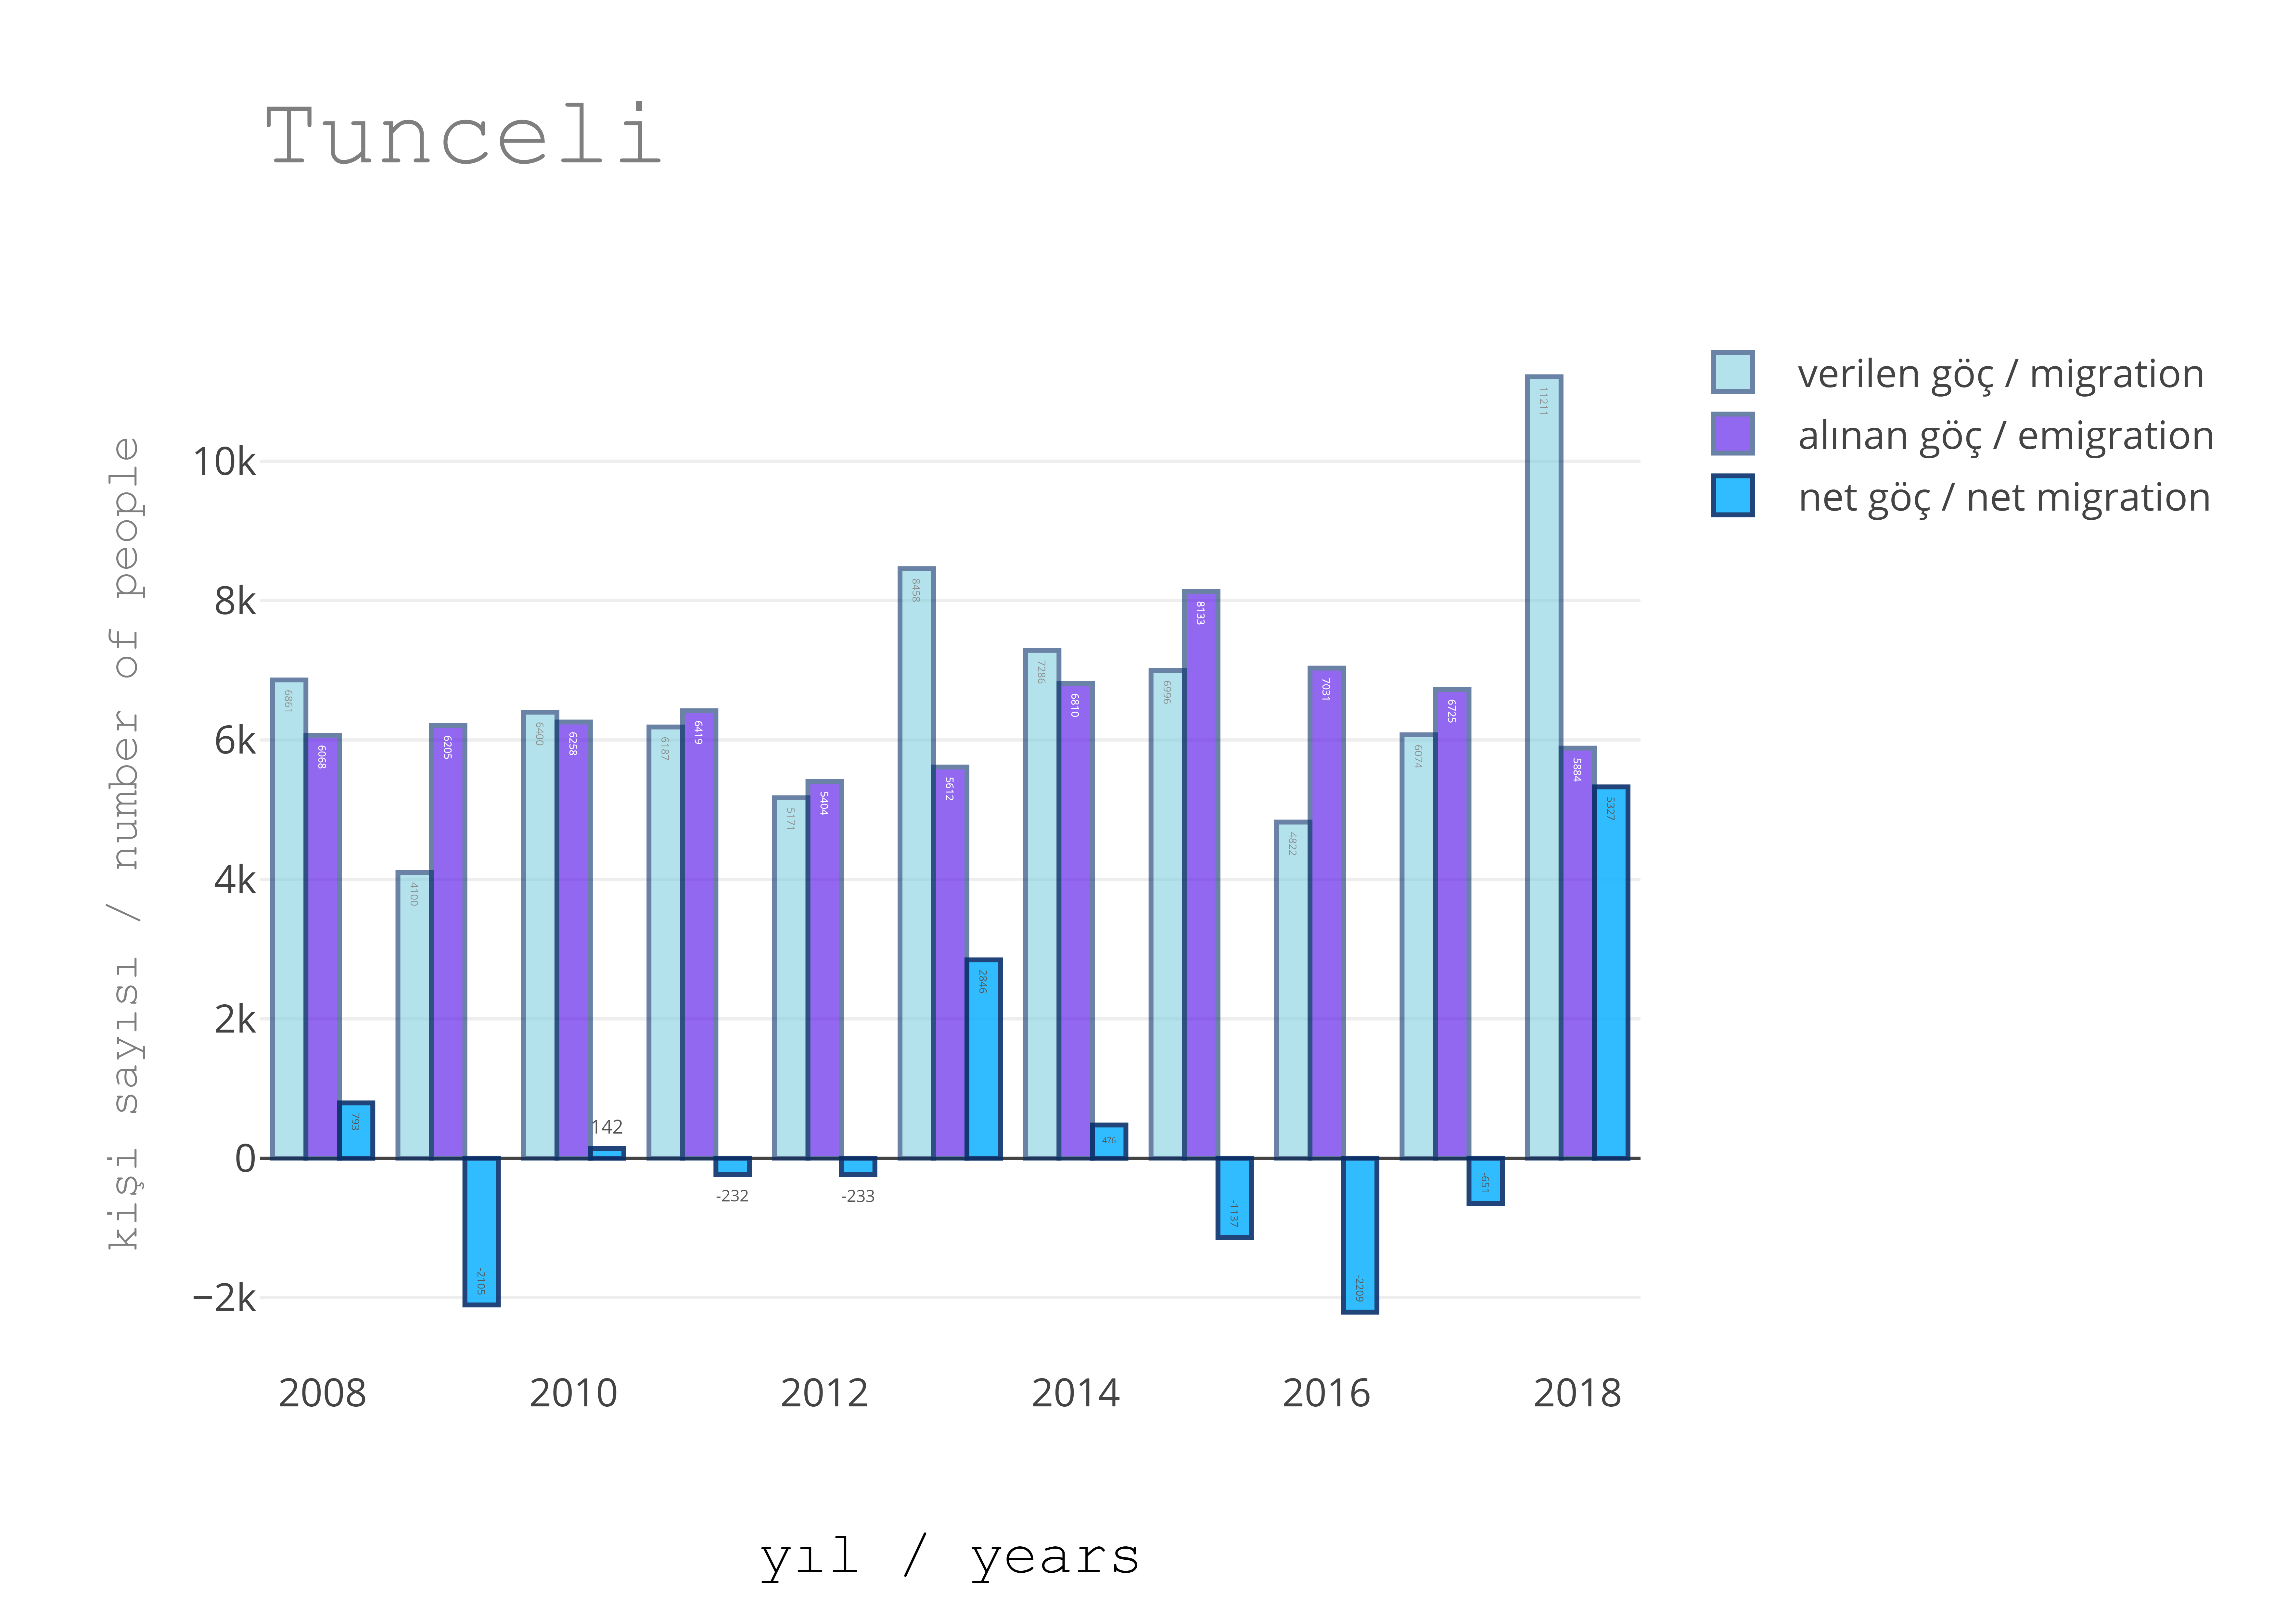 Tunceli
verilen göç / migration
alınan göç / emigration
net göç / net migration
kişi sayısı / number of people
10k
8k
6k
4k
2k
0
−2k
6861
6068
793
4100
6205
-2105
6400
6258
142
6187
6419
-232
5171
5404
-233
8458
5612
2846
7286
6810
476
6996
8133
-1137
4822
7031
-2209
6074
6725
-651
11211
5884
5327
2008 2010 2012 2014 2016 2018
yıl / years